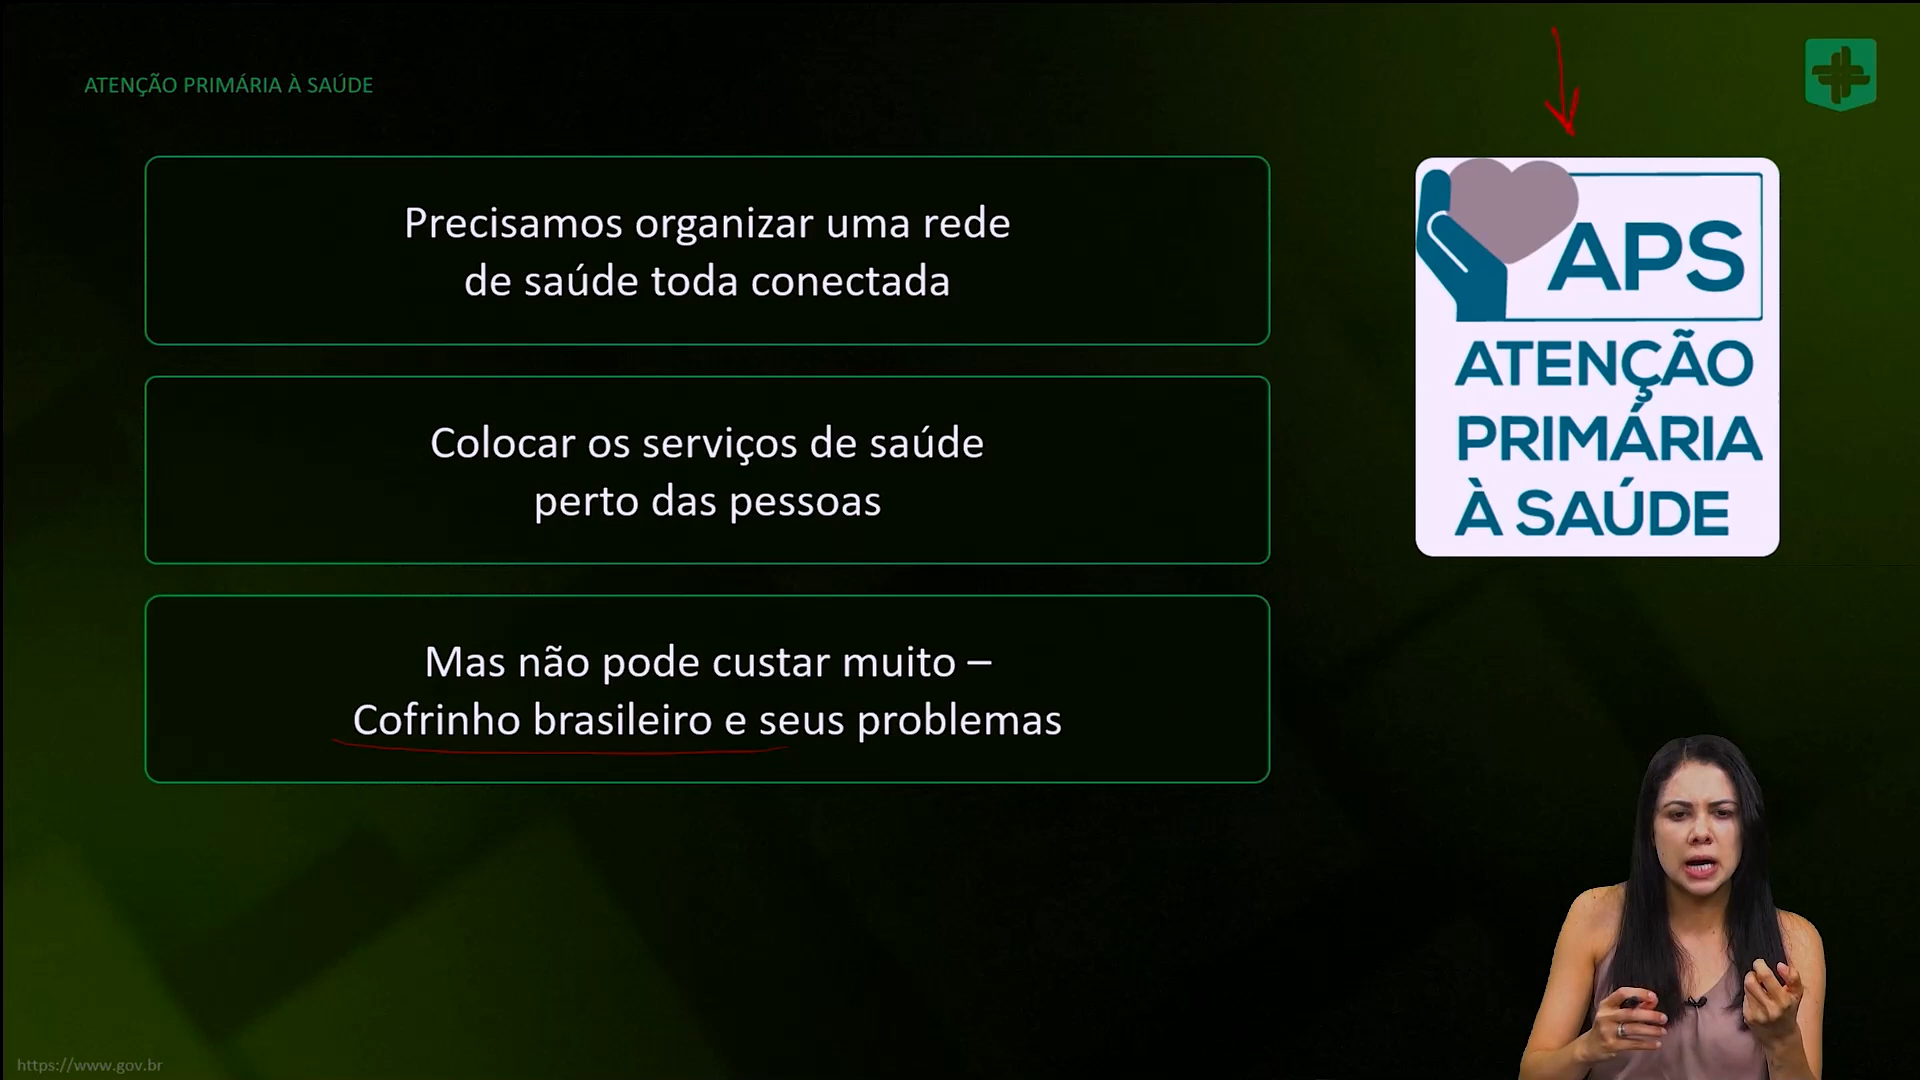 ATENÇÃO PRIMÁRIA À SAÚDE
Precisamos organizar uma rede
de saúde toda conectada
Colocar os serviços de saúde
perto das pessoas
Mas não pode custar muito –
Cofrinho brasileiro e seus problemas
APS
ATENÇÃO
PRIMÁRIA
À SAÚDE
https://www.gov.br